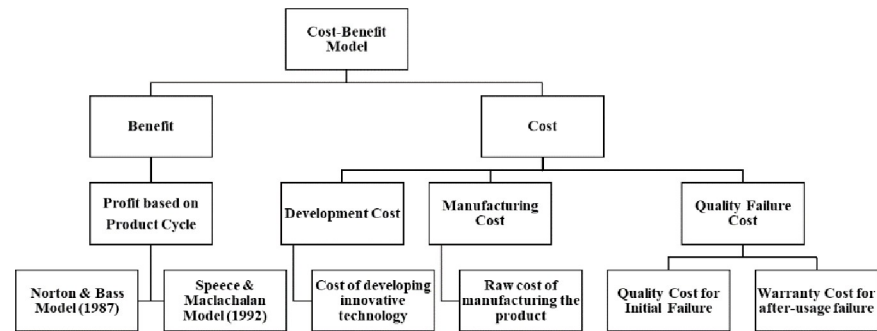 Cost-Benefit
Model
Benefit
Cost
Profit based on
Product Cycle
Development Cost
Manufacturing
Cost
Quality Failure
Cost
Norton & Bass
Model (1987)
Speece &
Maclachalan
Model (1992)
Cost of developing
innovative
technology
Raw cost of
manufacturing the
product
Quality Cost for
Initial Failure
Warranty Cost for
after-usage failure